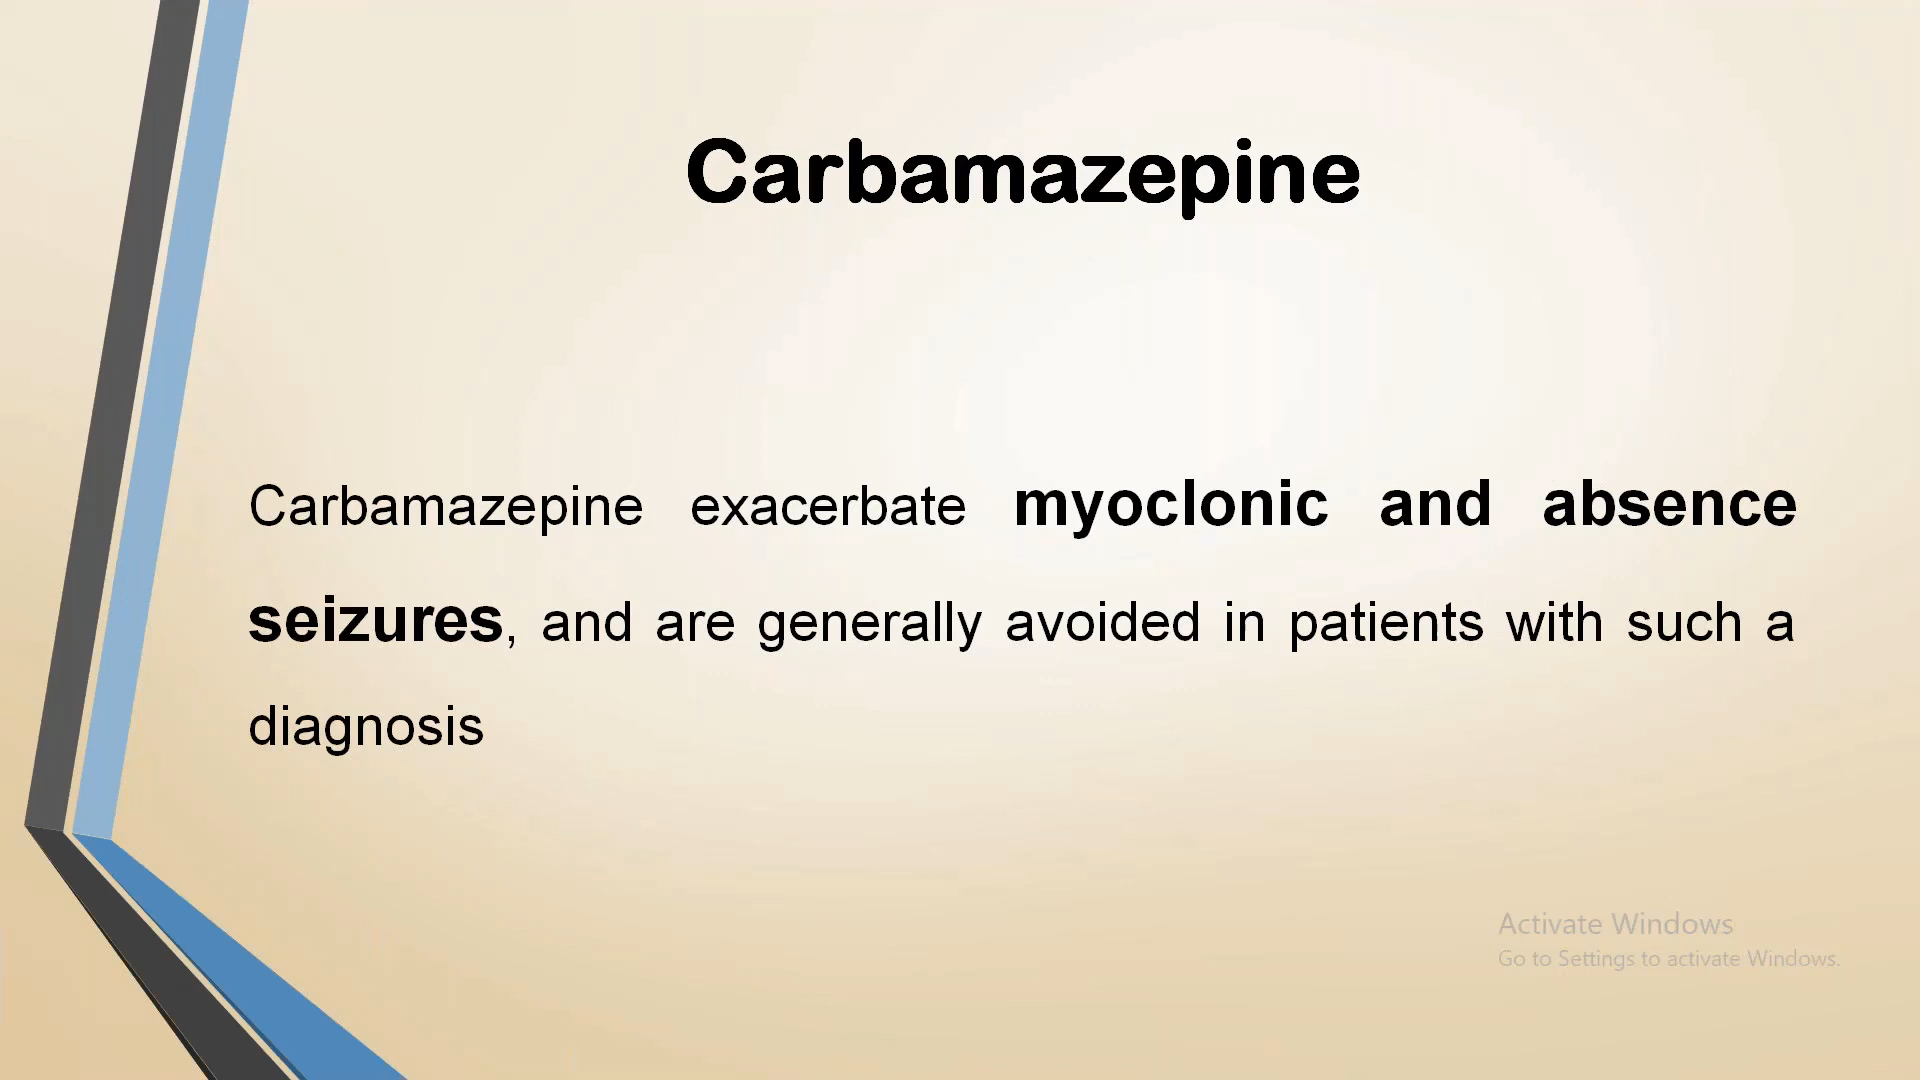 Carbamazepine
Carbamazepine exacerbate myoclonic and absence
seizures, and are generally avoided in patients with such a
diagnosis
Activate Windows
Go to Settings to activate Windows.